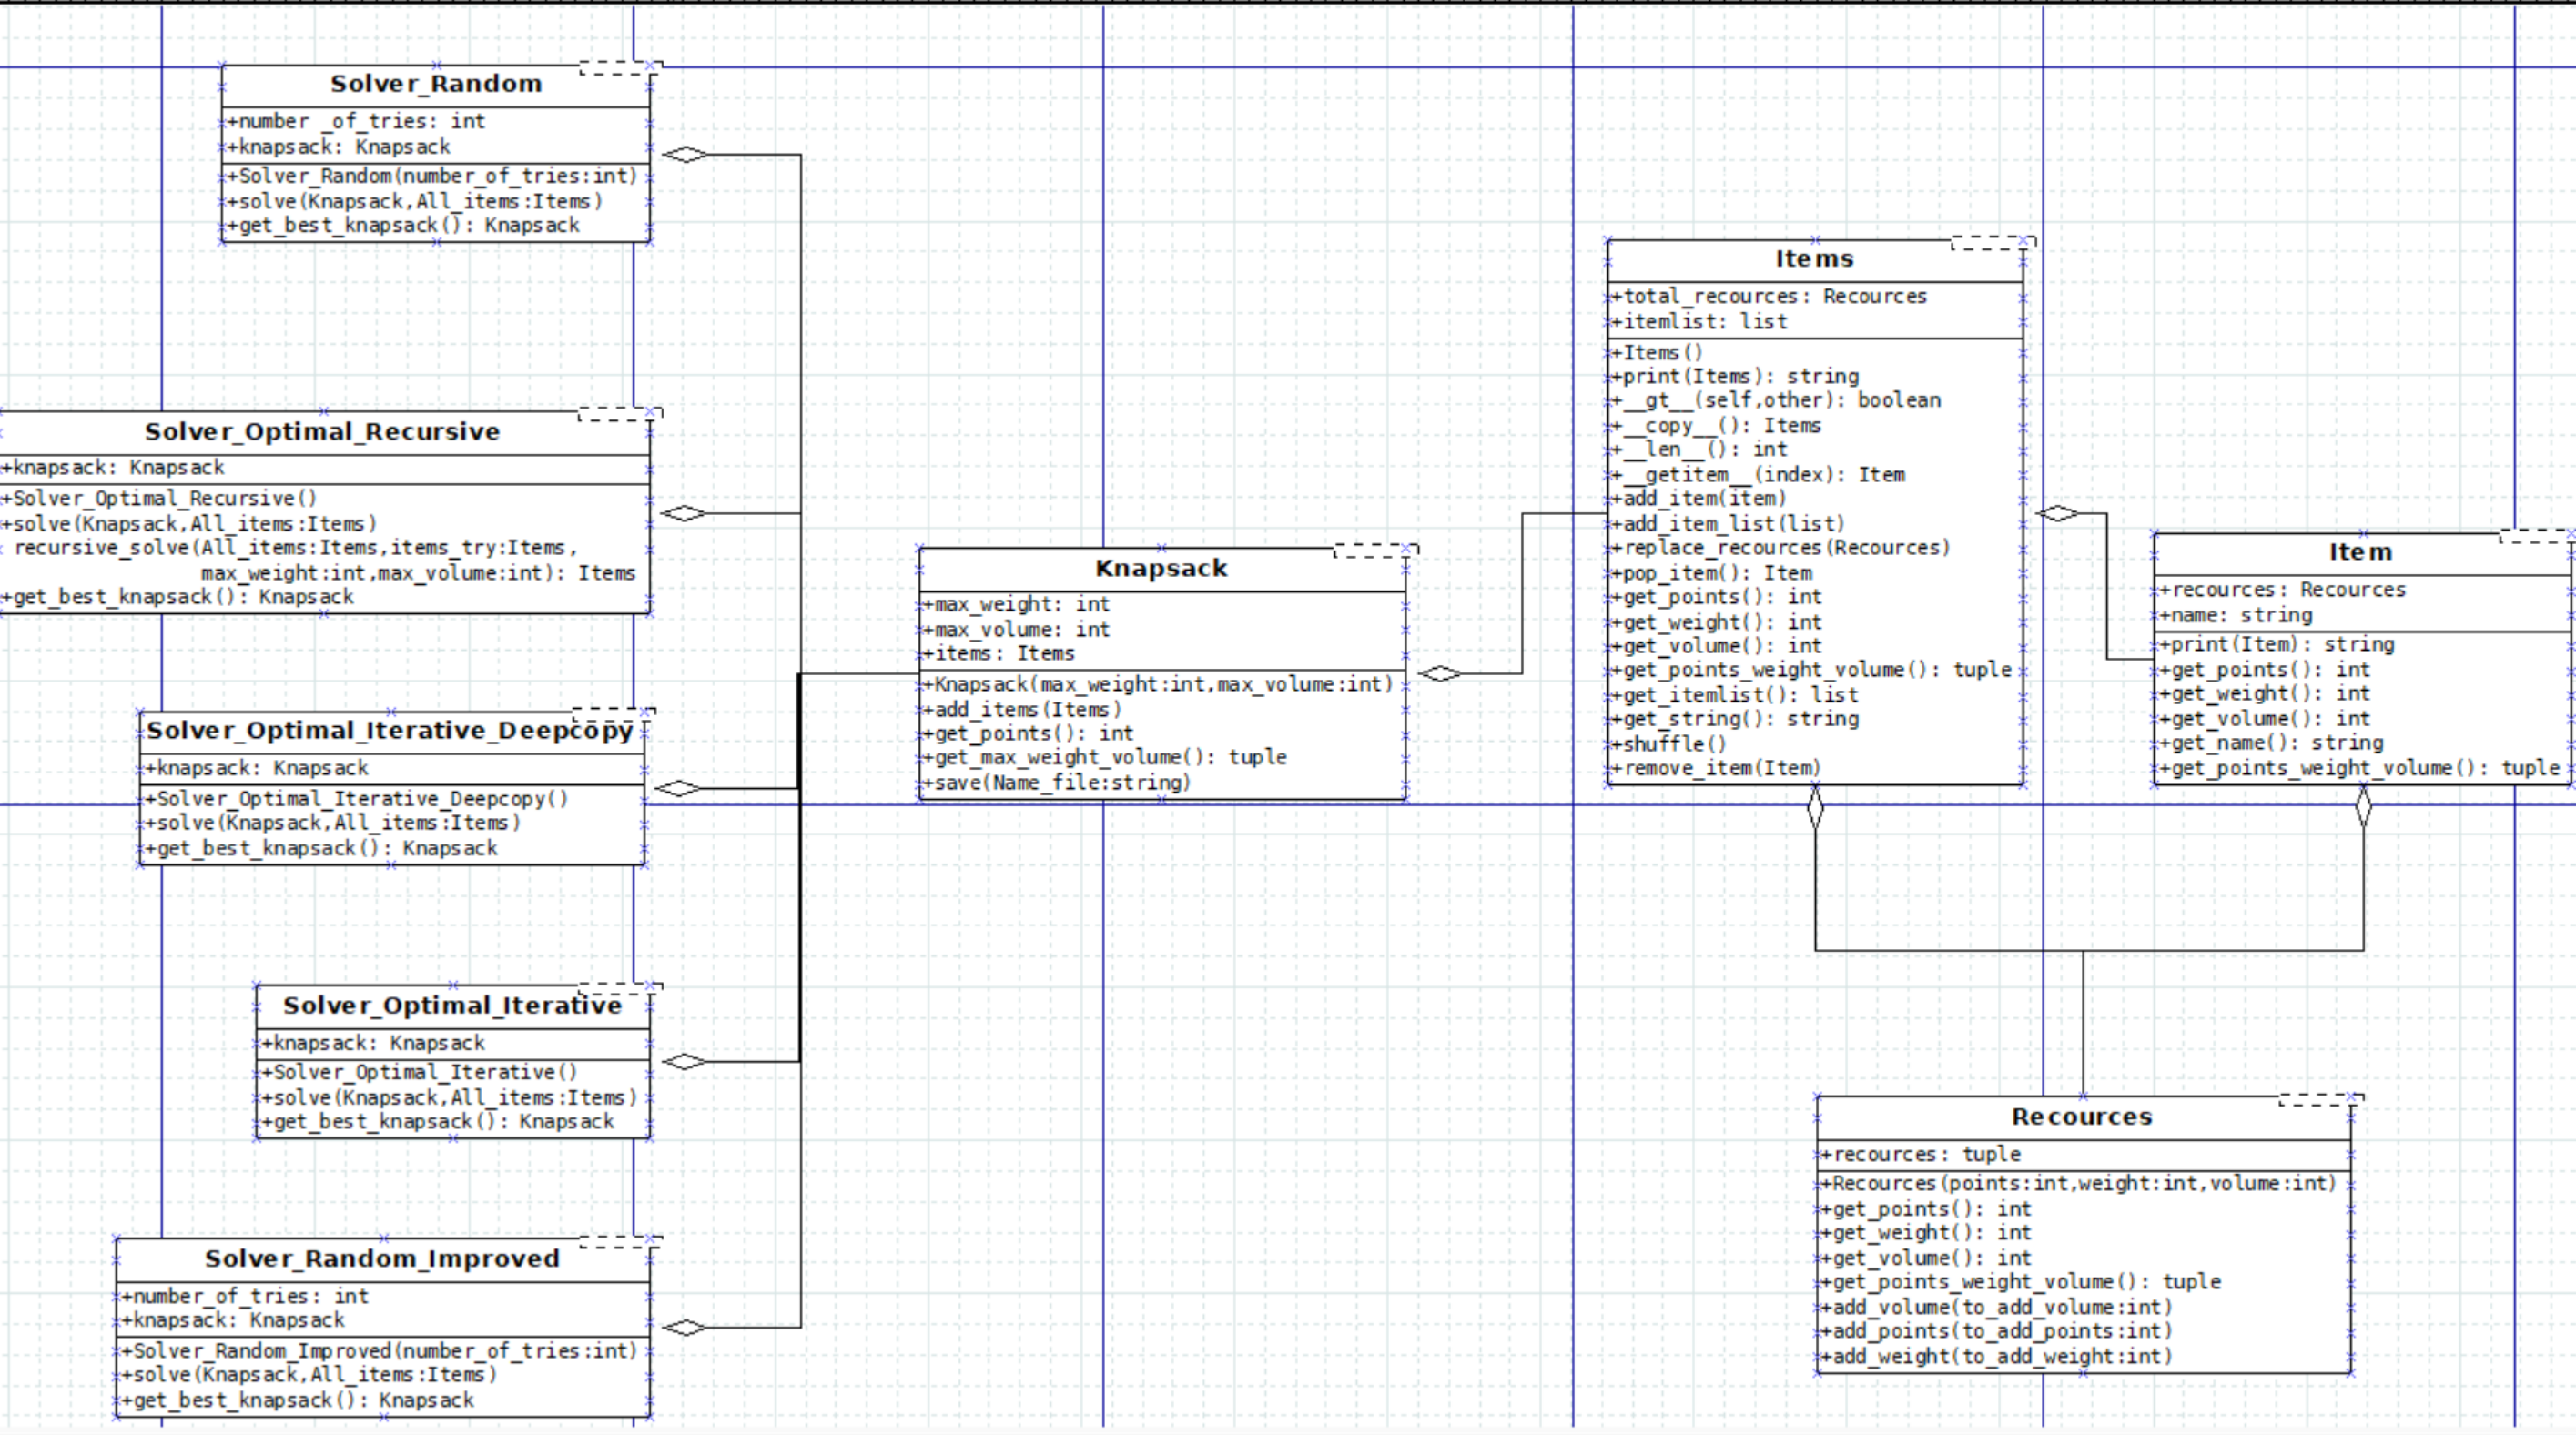 Solver_Random
+number _of_tries: int
+knapsack: Knapsack
+Solver_Random(number_of_tries:int)
+solve(Knapsack,All_items:Items)
+get_best_knapsack(): Knapsack
Solver_Optimal_Recursive
+knapsack: Knapsack
+Solver_Optimal_Recursive()
+solve(Knapsack,All_items:Items)
recursive_solve(All_items:Items,items_try:Items,
max_weight:int,max_volume:int): Items
+get_best_knapsack(): Knapsack
Solver_Optimal_Iterative_Deepcopy
+knapsack: Knapsack
+Solver_Optimal_Iterative_Deepcopy()
+solve(Knapsack,All_items:Items)
+get_best_knapsack(): Knapsack
Solver_Optimal_Iterative
+knapsack: Knapsack
+Solver_Optimal_Iterative()
+solve(Knapsack,All_items:Items)
+get_best_knapsack(): Knapsack
Solver_Random_Improved
+number_of_tries: int
+knapsack: Knapsack
+Solver_Random_Improved(number_of_tries:int)
+solve(Knapsack,All_items:Items)
+get_best_knapsack(): Knapsack
Knapsack
+max_weight: int
+max_volume: int
+items: Items
+Knapsack(max_weight:int,max_volume:int)
+add_items(Items)
+get_points(): int
+get_max_weight_volume(): tuple
+save(Name_file:string)
Items
+total_recources: Recources
+itemlist: list
+Items()
+print(Items): string
+__gt__(self,other): boolean
+__copy__(): Items
+__len__(): int
+__getitem__(index): Item
+add_item(item)
+add_item_list(list)
+replace_recources(Recources)
+pop_item(): Item
+get_points(): int
+get_weight(): int
+get_volume(): int
+get_points_weight_volume(): tuple
+get_itemlist(): list
+get_string(): string
+shuffle()
+remove_item(Item)
Item
+recources: Recources
+name: string
+print(Item): string
+get_points(): int
+get_weight(): int
+get_volume(): int
+get_name(): string
+get_points_weight_volume(): tuple
Recources
+recources: tuple
+Recources(points:int,weight:int,volume:int)
+get_points(): int
+get_weight(): int
+get_volume(): int
+get_points_weight_volume(): tuple
+add_volume(to_add_volume:int)
+add_points(to_add_points:int)
+add_weight(to_add_weight:int)